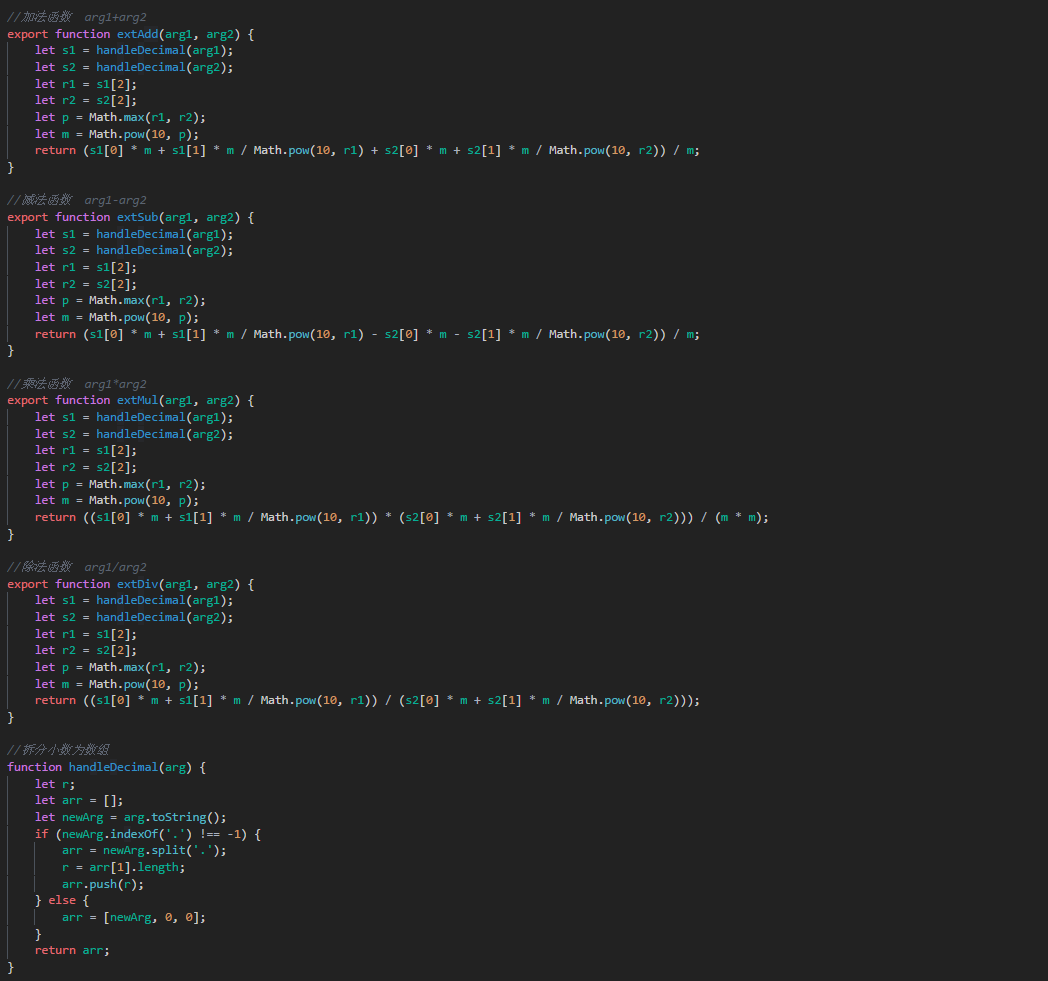 //加法函数  arg1+arg2
export function extAdd(arg1, arg2) {
    let s1 = handleDecimal(arg1);
    let s2 = handleDecimal(arg2);
    let r1 = s1[2];
    let r2 = s2[2];
    let p = Math.max(r1, r2);
    let m = Math.pow(10, p);
    return (s1[0] * m + s1[1] * m / Math.pow(10, r1) + s2[0] * m + s2[1] * m / Math.pow(10, r2)) / m;
}

//减法函数  arg1-arg2
export function extSub(arg1, arg2) {
    let s1 = handleDecimal(arg1);
    let s2 = handleDecimal(arg2);
    let r1 = s1[2];
    let r2 = s2[2];
    let p = Math.max(r1, r2);
    let m = Math.pow(10, p);
    return (s1[0] * m + s1[1] * m / Math.pow(10, r1) - s2[0] * m - s2[1] * m / Math.pow(10, r2)) / m;
}

//乘法函数  arg1*arg2
export function extMul(arg1, arg2) {
    let s1 = handleDecimal(arg1);
    let s2 = handleDecimal(arg2);
    let r1 = s1[2];
    let r2 = s2[2];
    let p = Math.max(r1, r2);
    let m = Math.pow(10, p);
    return ((s1[0] * m + s1[1] * m / Math.pow(10, r1)) * (s2[0] * m + s2[1] * m / Math.pow(10, r2))) / (m * m);
}

//除法函数  arg1/arg2
export function extDiv(arg1, arg2) {
    let s1 = handleDecimal(arg1);
    let s2 = handleDecimal(arg2);
    let r1 = s1[2];
    let r2 = s2[2];
    let p = Math.max(r1, r2);
    let m = Math.pow(10, p);
    return ((s1[0] * m + s1[1] * m / Math.pow(10, r1)) / (s2[0] * m + s2[1] * m / Math.pow(10, r2)));
}

//拆分小数为数组
function handleDecimal(arg) {
    let r;
    let arr = [];
    let newArg = arg.toString();
    if (newArg.indexOf('.') !== -1) {
        arr = newArg.split('.');
        r = arr[1].length;
        arr.push(r);
    } else {
        arr = [newArg, 0, 0];
    }
    return arr;
}